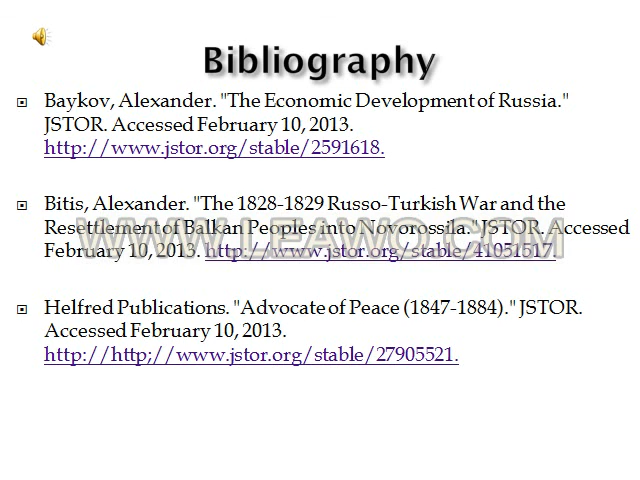 Bibliography
Baykov, Alexander. "The Economic Development of Russia."
JSTOR. Accessed February 10, 2013.
http://www.jstor.org/stable/2591618.
Bitis, Alexander. "The 1828-1829 Russo-Turkish War and the
Resettlement of Balkan Peoples into Novorossila." JSTOR. Accessed
February 10, 2013. http://www.jstor.org/stable/41051517.
WWW.LEAWO.COM
Helfred Publications. "Advocate of Peace (1847-1884)." JSTOR.
Accessed February 10, 2013.
http://http;//www.jstor.org/stable/27905521.